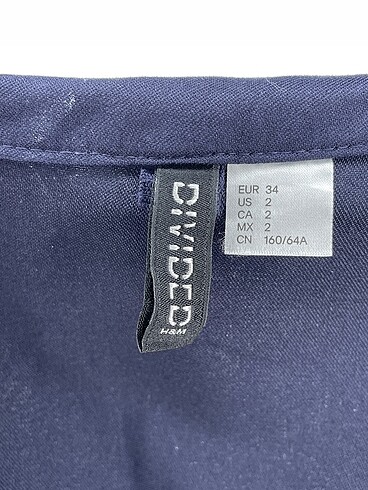 DIVIDED
H&M
EUR 34
US 2
CA 2
MX 2
CN 160/64A